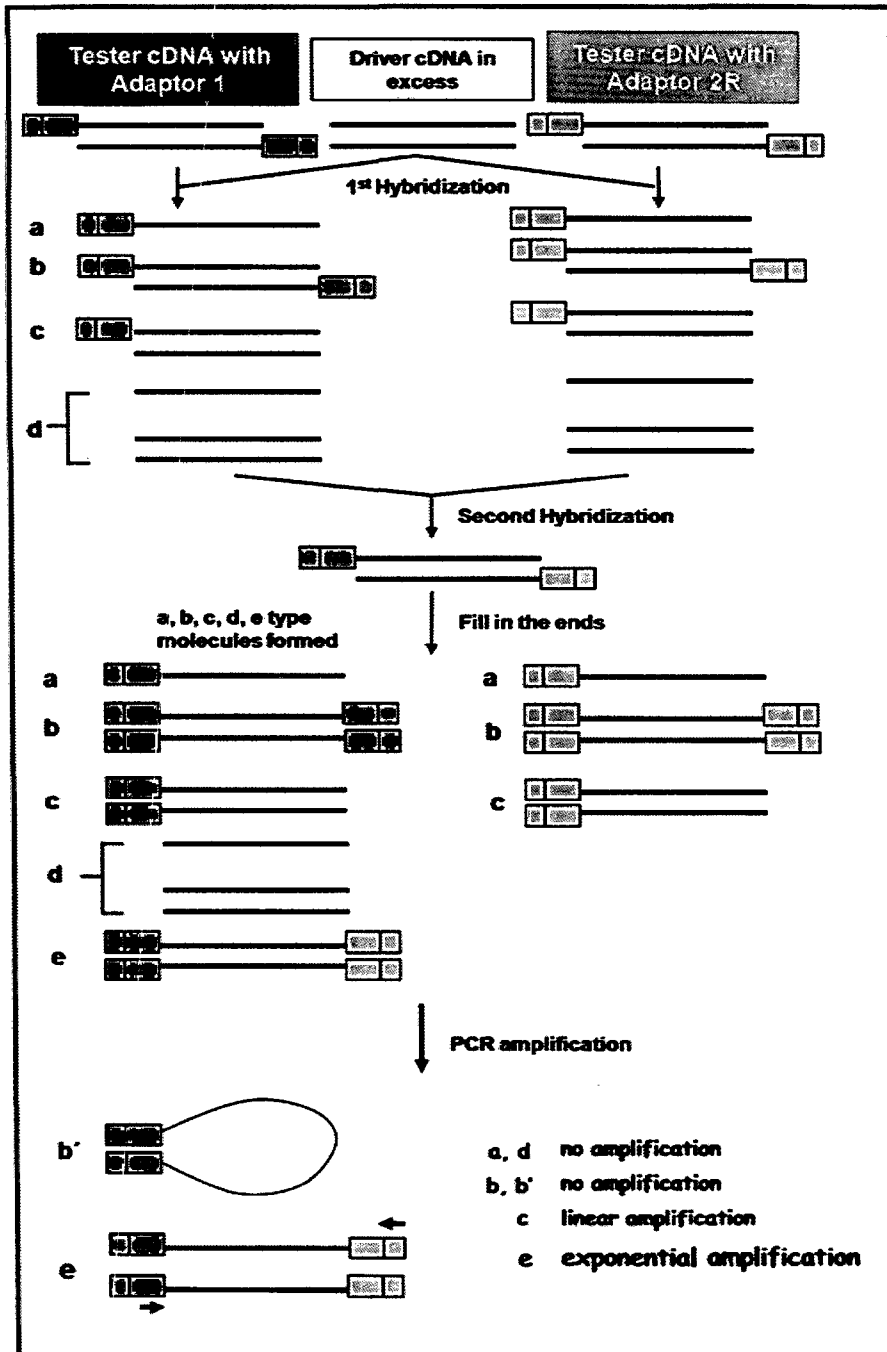 Tester cDNA with
Adaptor 1
Driver cDNA in
excess
Tester cDNA with
Adaptor 2R
1st Hybridization
a
b
c
d
Second Hybridization
a, b, c, d, e type
molecules formed
Fill in the ends
a
a
b
b
c
c
d
e
PCR amplification
b'
e
a, d no amplification
b, b' no amplification
c linear amplification
e exponential amplification